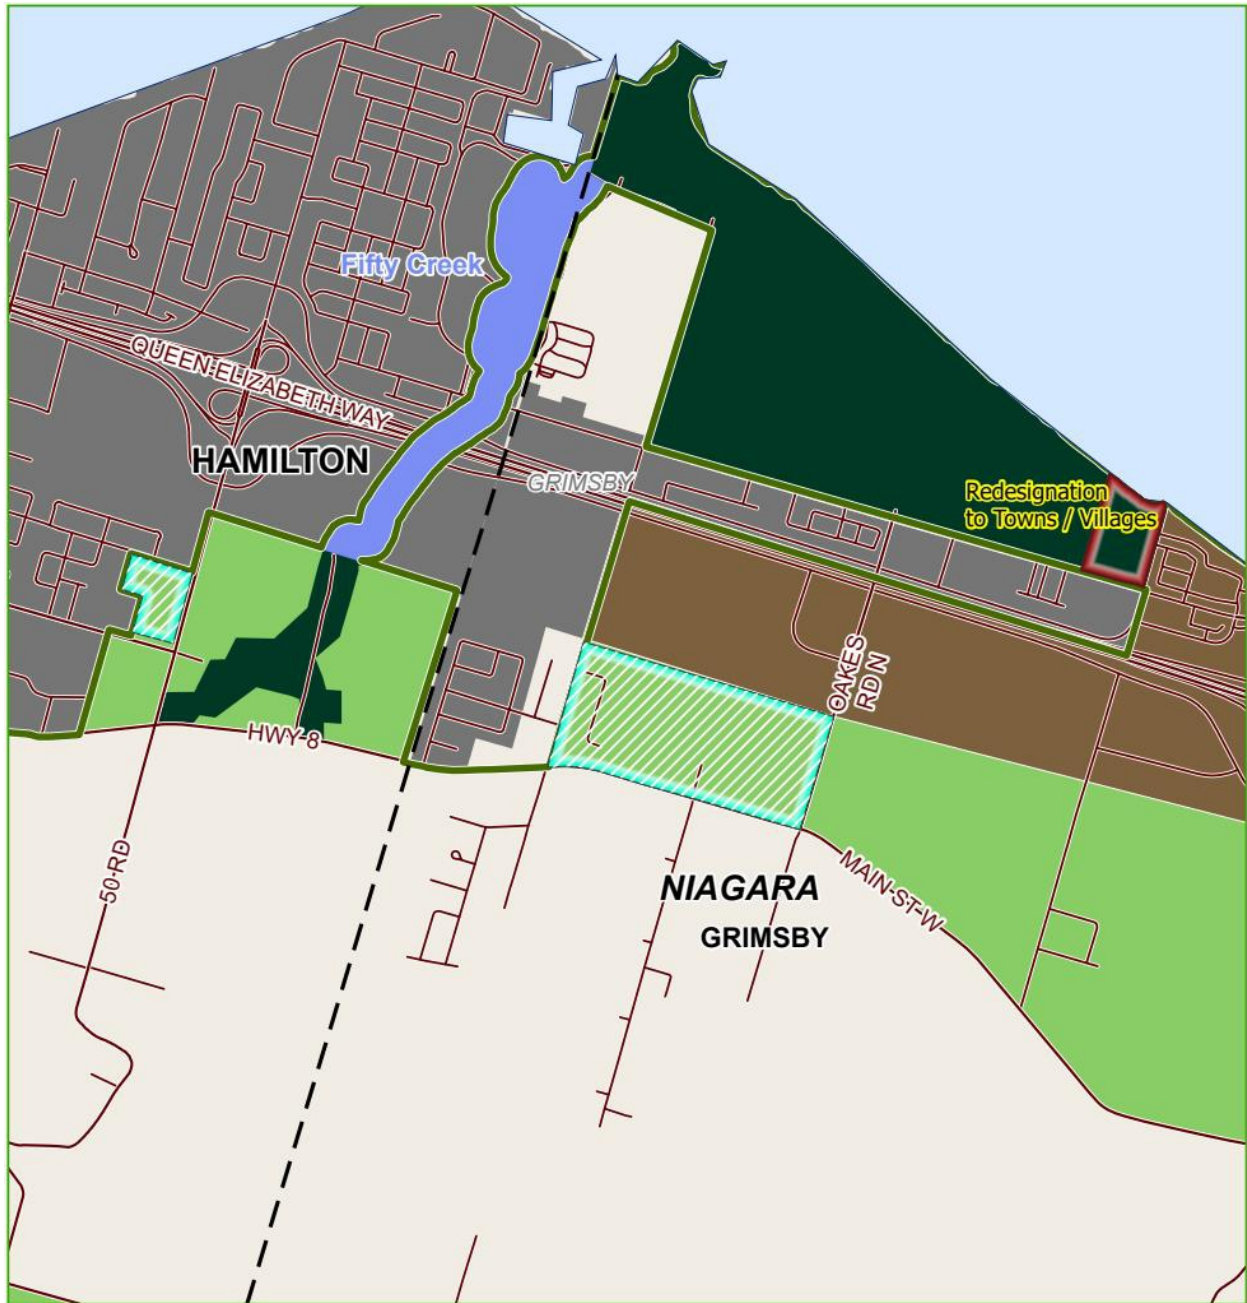 Fifty Creek
QUEEN ELIZABETH WAY
HAMILTON
GRIMSBY
Redesignation
to Towns / Villages
OAKES
RD N
HWY 8
50 RD
MAIN ST W
NIAGARA
GRIMSBY